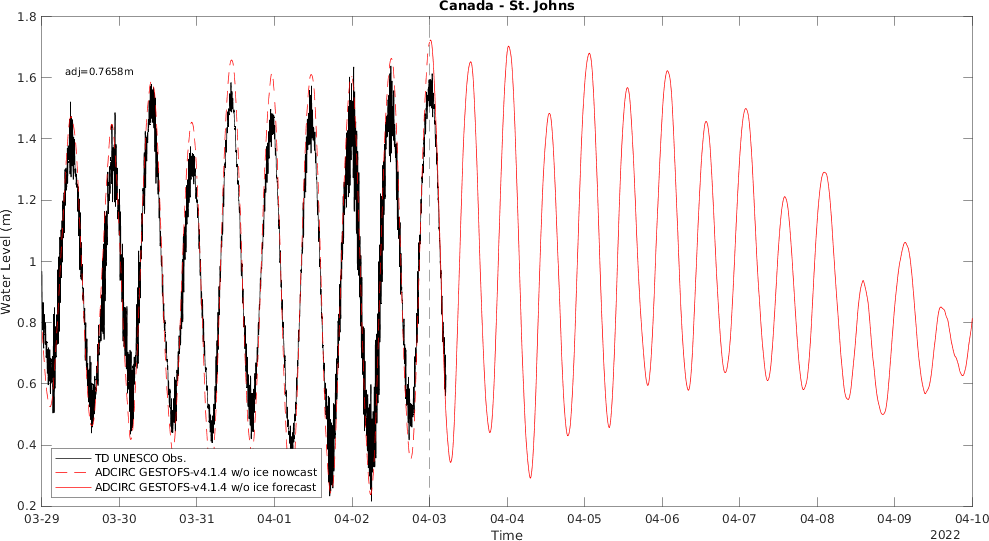 Canada - St. Johns
1.8
1.6
1.4
1.2
1
0.8
0.6
0.4
0.2
Water Level (m)
adj=0.7658m
TD UNESCO Obs.
ADCIRC GESTOFS-v4.1.4 w/o ice nowcast
ADCIRC GESTOFS-v4.1.4 w/o ice forecast
03-29 03-30 03-31 04-01 04-02 04-03 04-04 04-05 04-06 04-07 04-08 04-09 04-10
Time
2022